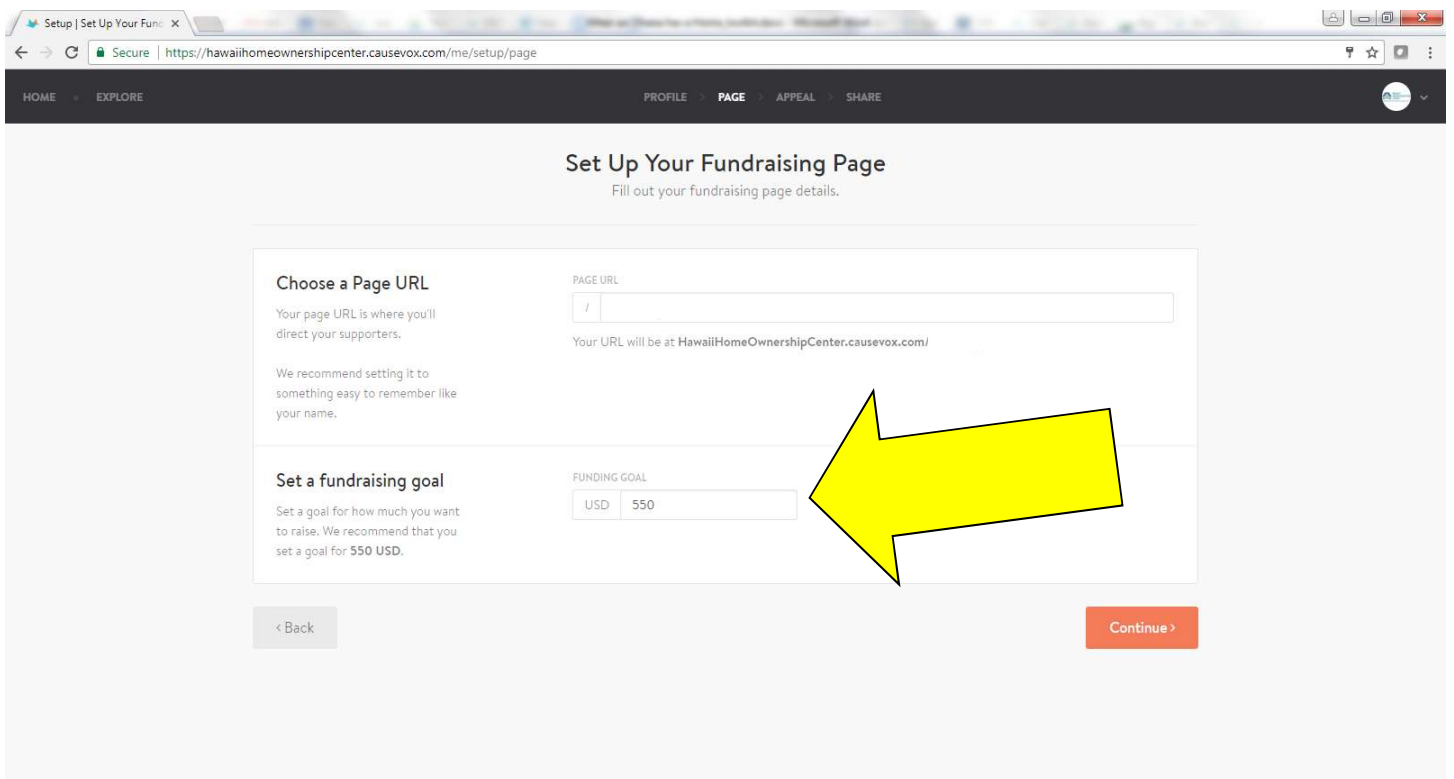 Setup | Set Up Your Func
Secure | https://hawaiihomeownershipcenter.causevox.com/me/setup/page
HOME EXPLORE PROFILE > PAGE > APPEAL > SHARE
Set Up Your Fundraising Page
Fill out your fundraising page details.
Choose a Page URL
Your page URL is where you'll
direct your supporters.
We recommend setting it to
something easy to remember like
your name.
PAGE URL
/
Your URL will be at HawaiiHomeOwnershipCenter.causevox.com/
Set a fundraising goal
Set a goal for how much you want
to raise. We recommend that you
set a goal for 550 USD.
FUNDING GOAL
USD 550
< Back
Continue >